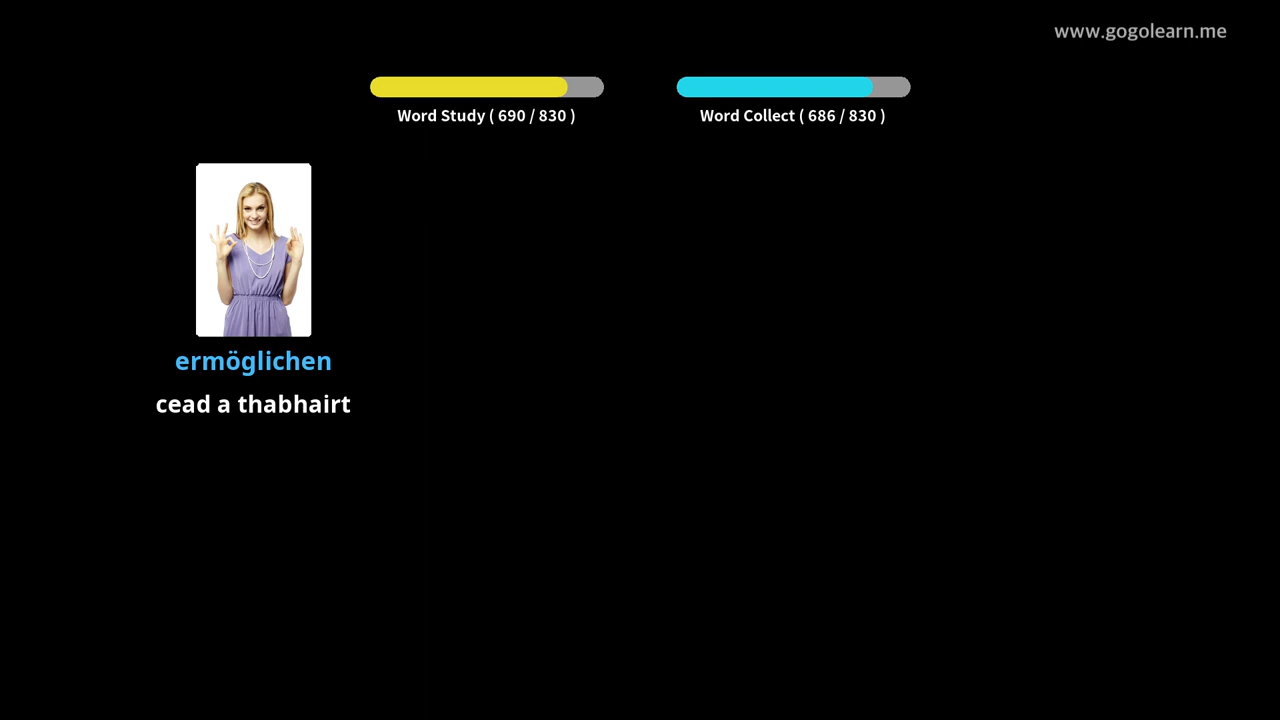 www.gogolearn.me
Word Study ( 690 / 830 )
Word Collect ( 686 / 830 )
ermöglichen
cead a thabhairt